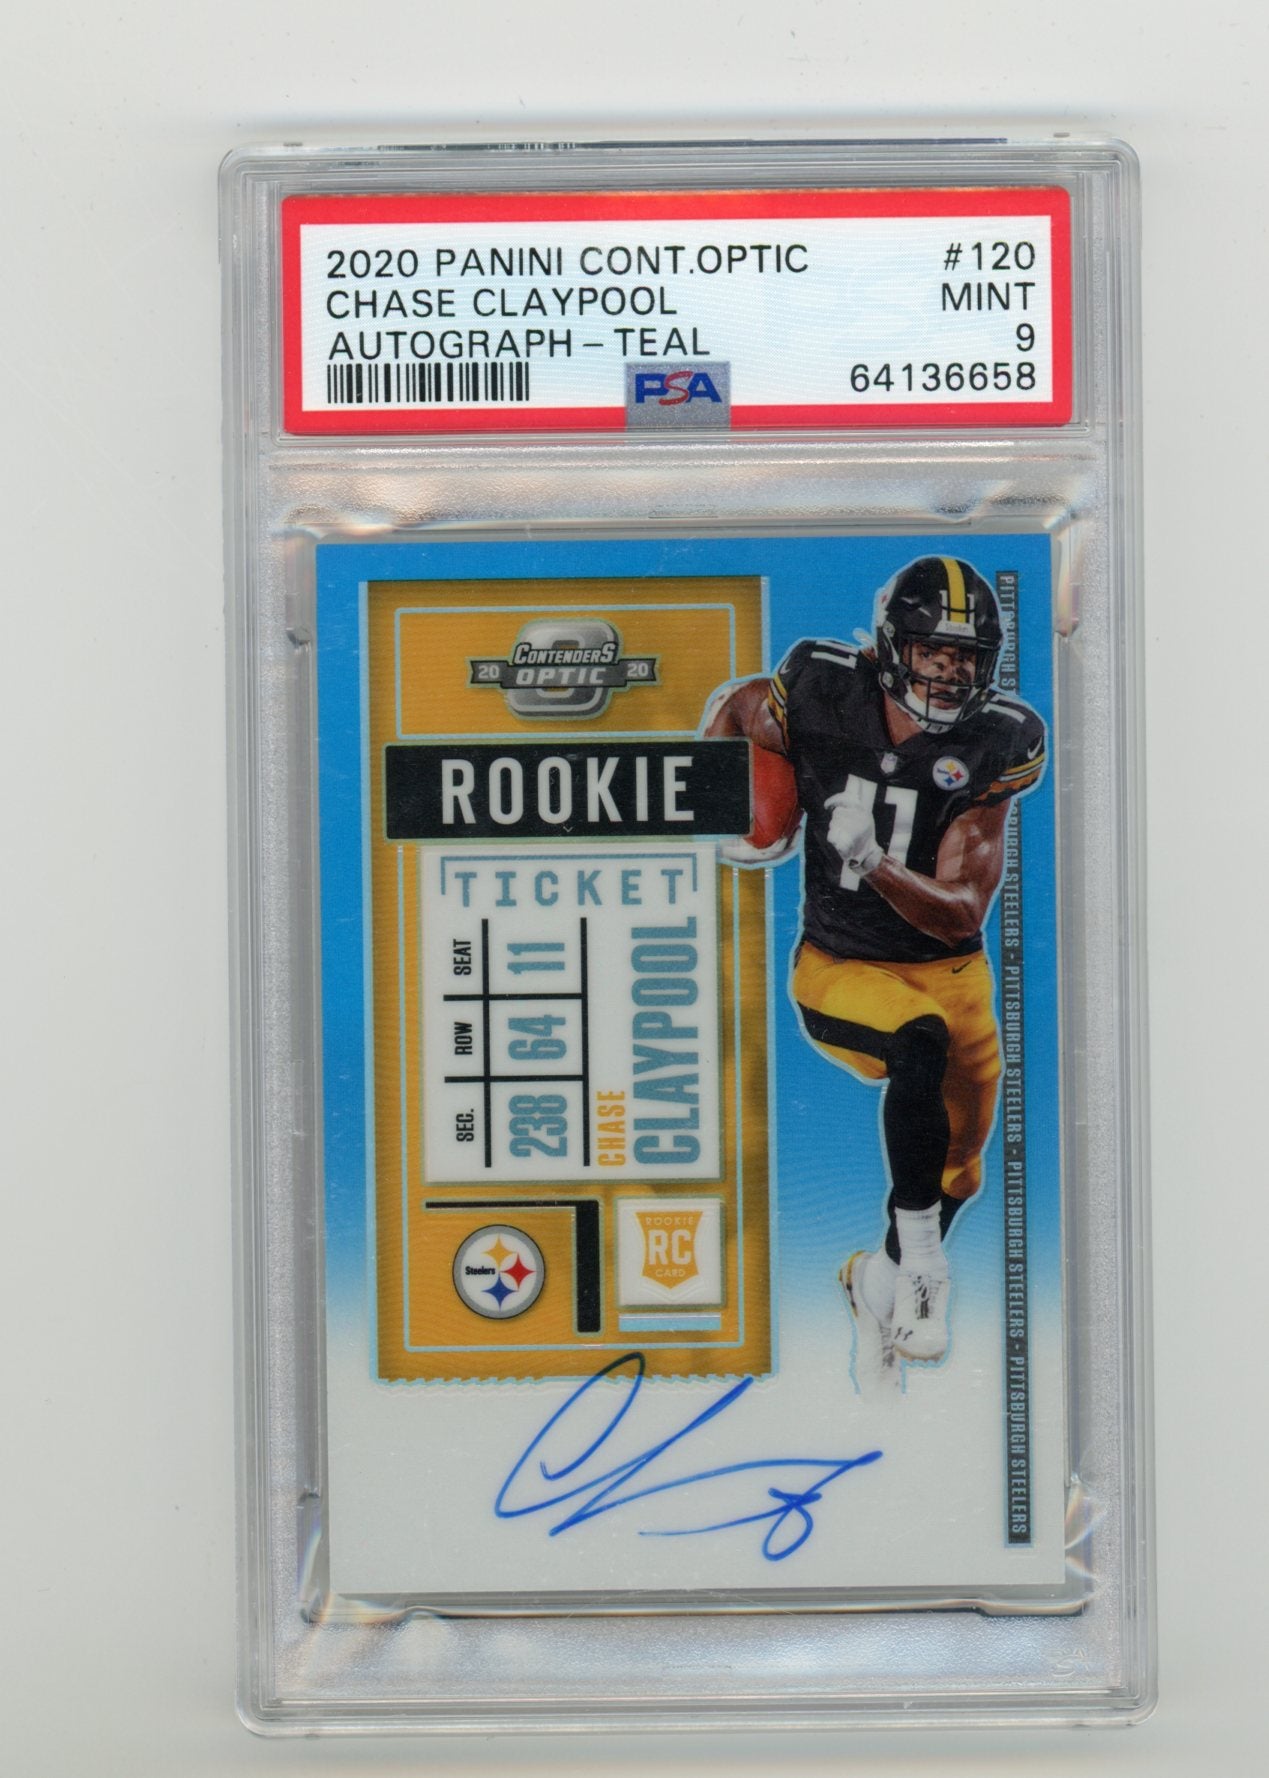 2020 PANINI CONT.OPTIC #120
CHASE CLAYPOOL MINT
AUTOGRAPH – TEAL 9
PSA 64136658
20 CONTENDERS OPTIC 20
ROOKIE
TICKET
SEC. ROW SEAT
238 64 11
CHASE
CLAYPOOL
Steelers
ROOKIE
RC
CARD
11
11
PITTSBURGH STEELERS • PITTSBURGH STEELERS • PITTSBURGH STEELERS • PITTSBURGH STEELERS